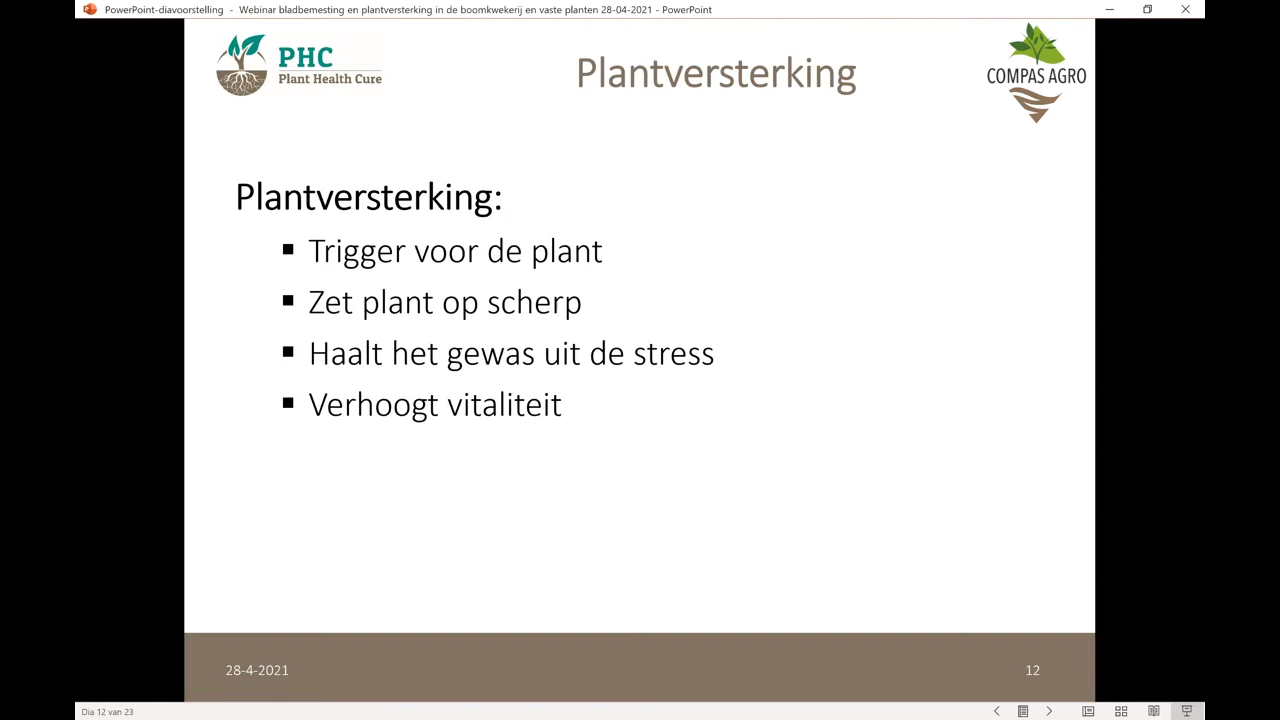 PowerPoint-diavoorstelling - Webinar bladbemesting en plantversterking in de boomkwekerij en vaste planten 28-04-2021 - PowerPoint
PHC
Plant Health Cure
Plantversterking
COMPAS AGRO
Plantversterking:
▪ Trigger voor de plant
▪ Zet plant op scherp
▪ Haalt het gewas uit de stress
▪ Verhoogt vitaliteit
28-4-2021
12
Dia 12 van 23